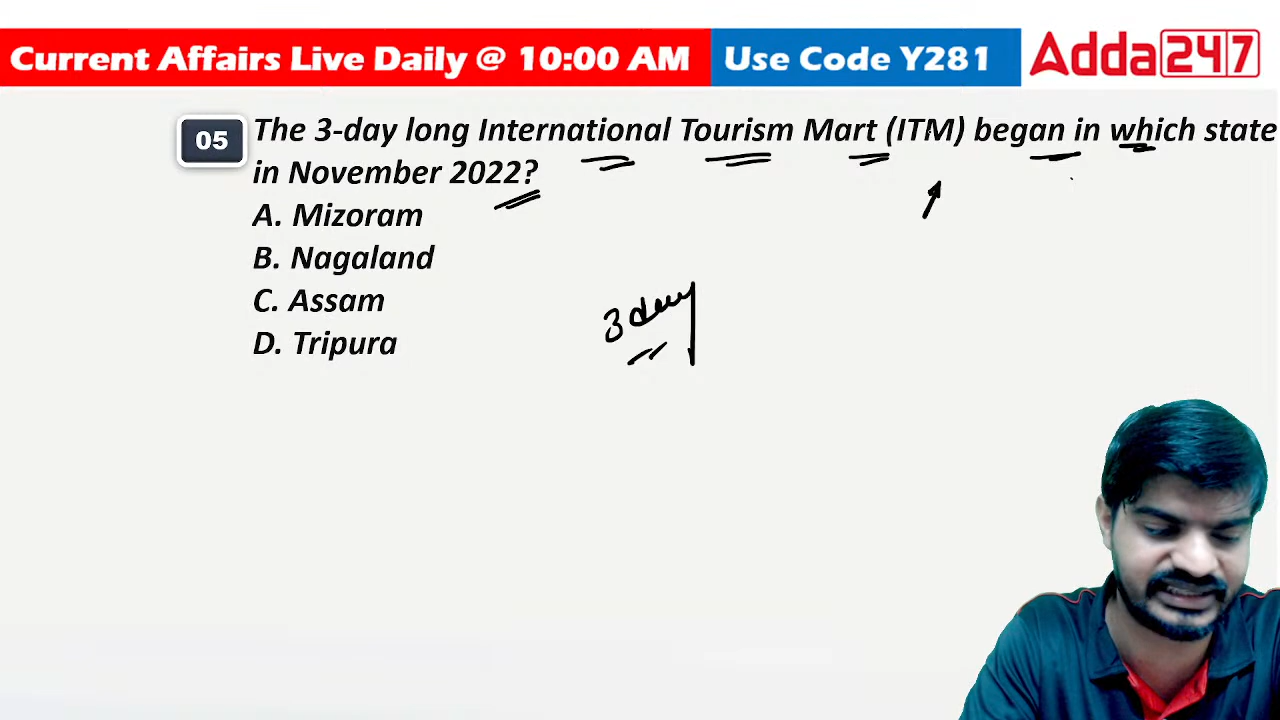 Current Affairs Live Daily @ 10:00 AM Use Code Y281 Adda247
05 The 3-day long International Tourism Mart (ITM) began in which state
in November 2022?
A. Mizoram
B. Nagaland
C. Assam
D. Tripura
3 day